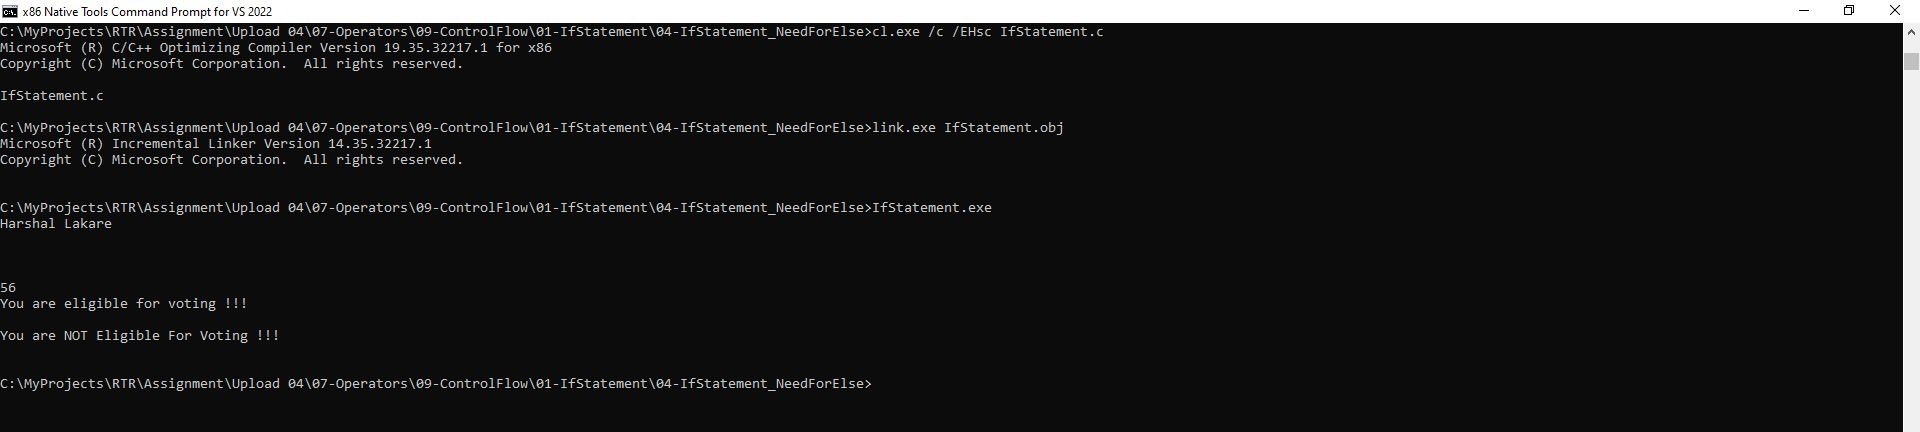 x86 Native Tools Command Prompt for VS 2022
C:\MyProjects\RTR\Assignment\Upload 04\07-Operators\09-ControlFlow\01-IfStatement\04-IfStatement_NeedForElse>cl.exe /c /EHsc IfStatement.c
Microsoft (R) C/C++ Optimizing Compiler Version 19.35.32217.1 for x86
Copyright (C) Microsoft Corporation.  All rights reserved.
IfStatement.c
C:\MyProjects\RTR\Assignment\Upload 04\07-Operators\09-ControlFlow\01-IfStatement\04-IfStatement_NeedForElse>link.exe IfStatement.obj
Microsoft (R) Incremental Linker Version 14.35.32217.1
Copyright (C) Microsoft Corporation.  All rights reserved.
C:\MyProjects\RTR\Assignment\Upload 04\07-Operators\09-ControlFlow\01-IfStatement\04-IfStatement_NeedForElse>IfStatement.exe
Harshal Lakare
56
You are eligible for voting !!!
You are NOT Eligible For Voting !!!
C:\MyProjects\RTR\Assignment\Upload 04\07-Operators\09-ControlFlow\01-IfStatement\04-IfStatement_NeedForElse>